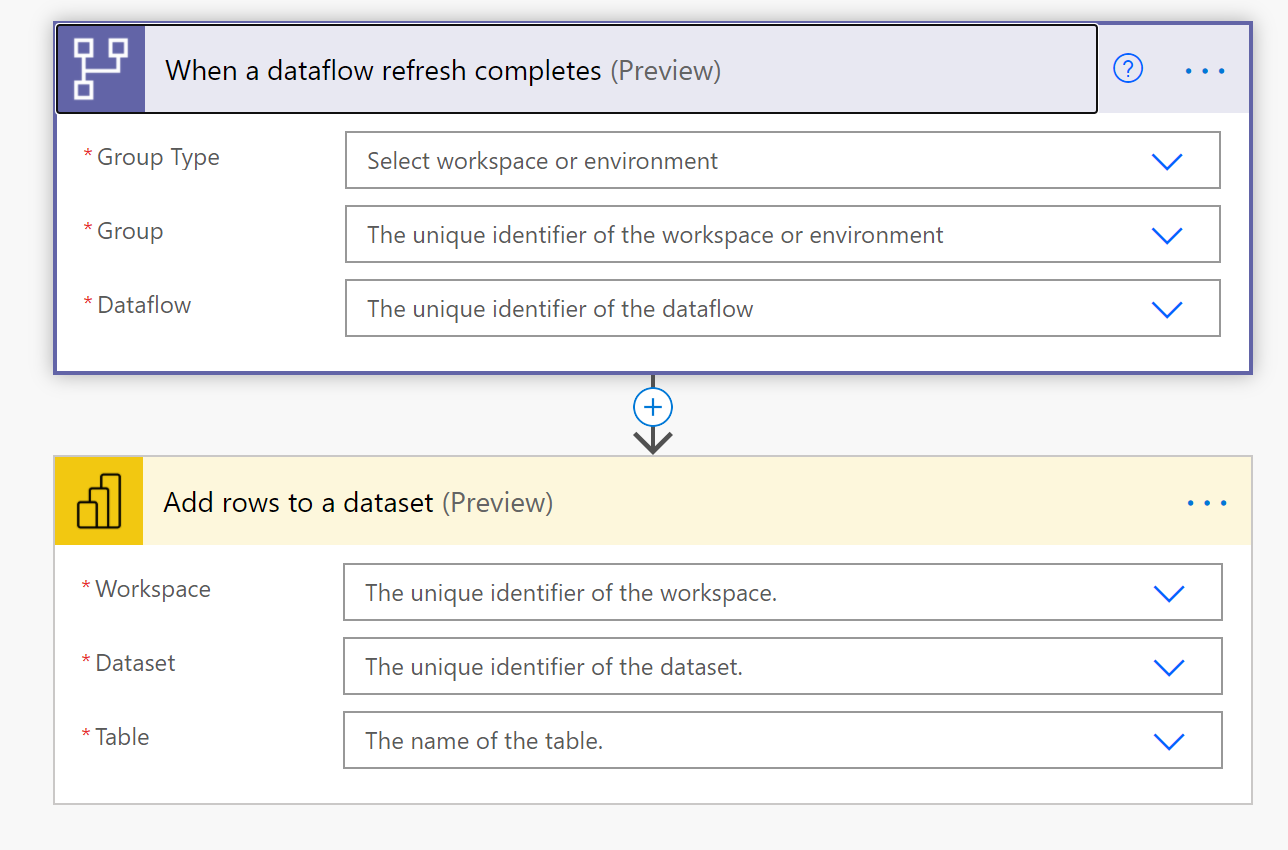 When a dataflow refresh completes (Preview) ?
* Group Type Select workspace or environment
* Group The unique identifier of the workspace or environment
* Dataflow The unique identifier of the dataflow
Add rows to a dataset (Preview)
* Workspace The unique identifier of the workspace.
* Dataset The unique identifier of the dataset.
* Table The name of the table.